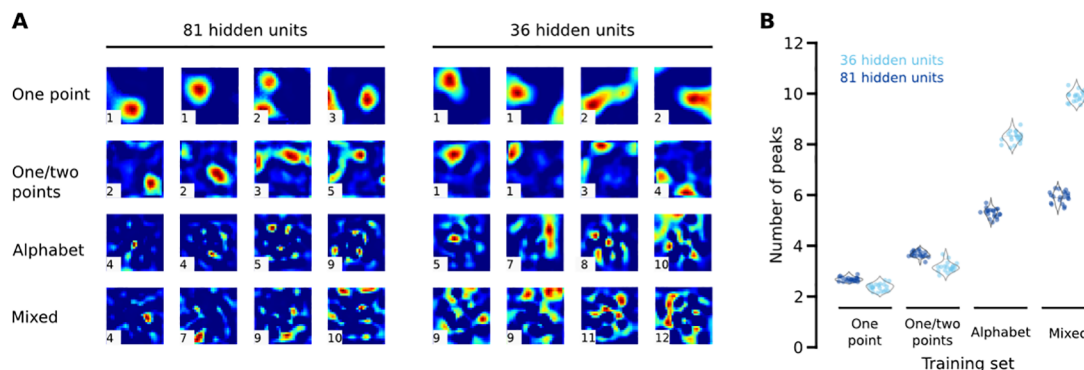 A
81 hidden units
36 hidden units
One point
1 1 2 3
1 1 2 2
One/two
points
2 2 3 5
1 1 3 4
Alphabet
4 4 5 9
5 7 8 10
Mixed
4 7 9 10
9 9 11 12
B
Number of peaks
12
10
8
6
4
2
0
36 hidden units
81 hidden units
One
point
One/two
points
Alphabet
Mixed
Training set